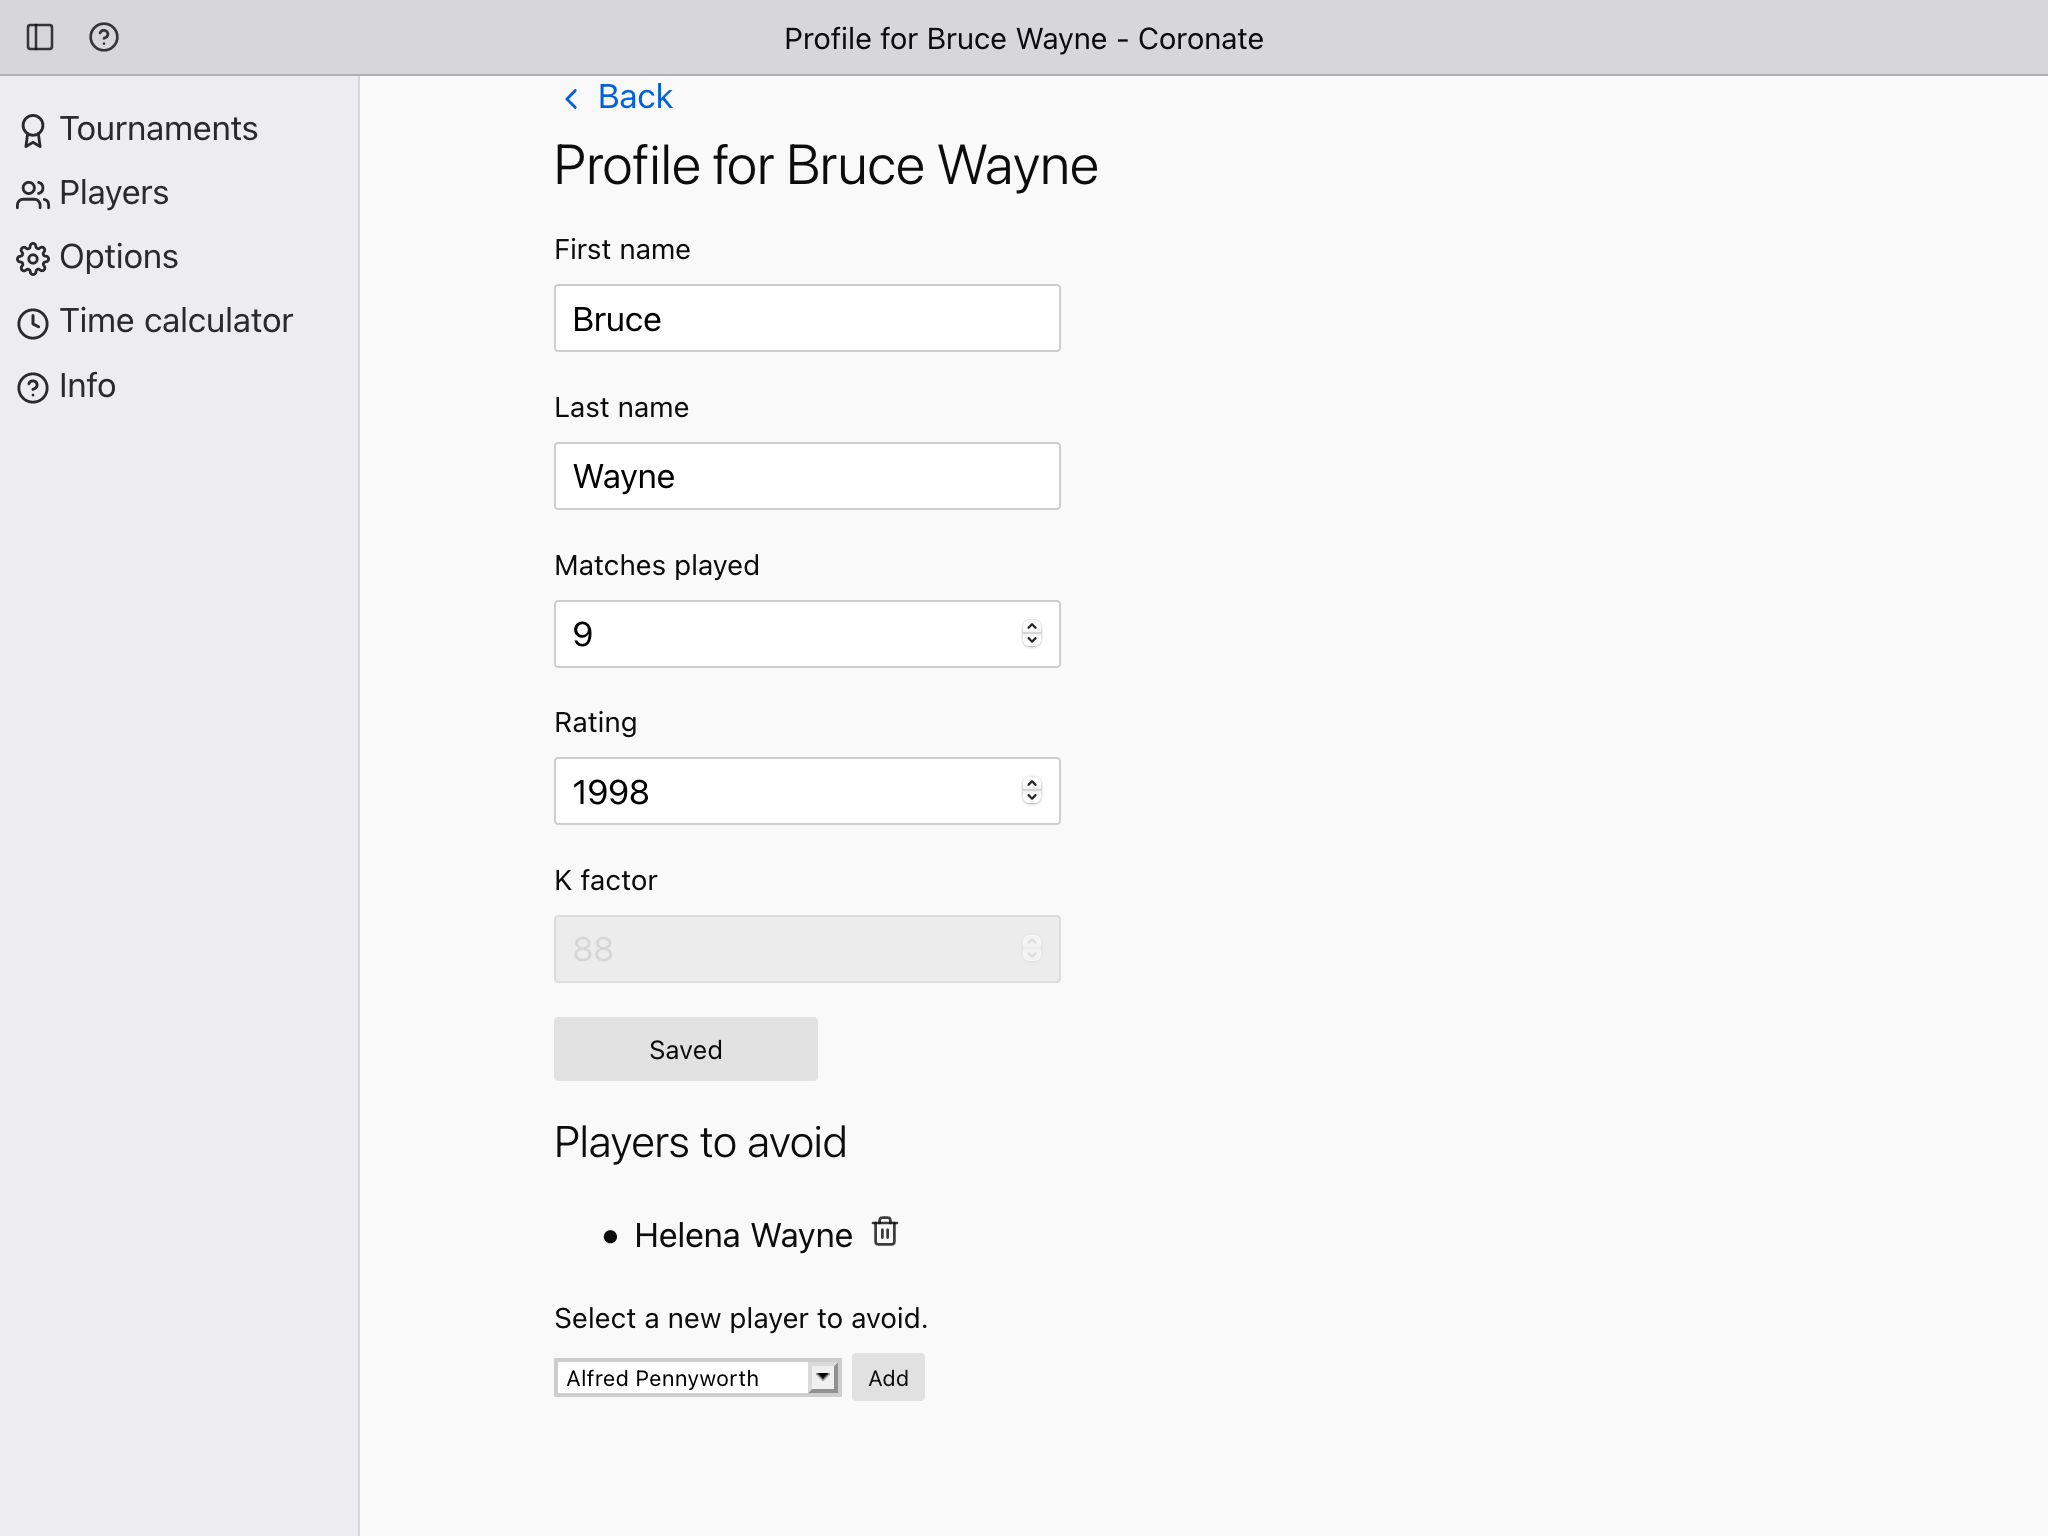 Profile for Bruce Wayne - Coronate
Tournaments
Players
Options
Time calculator
Info
Back
Profile for Bruce Wayne
First name
Bruce
Last name
Wayne
Matches played
9
Rating
1998
K factor
88
Saved
Players to avoid
Helena Wayne
Select a new player to avoid.
Alfred Pennyworth Add